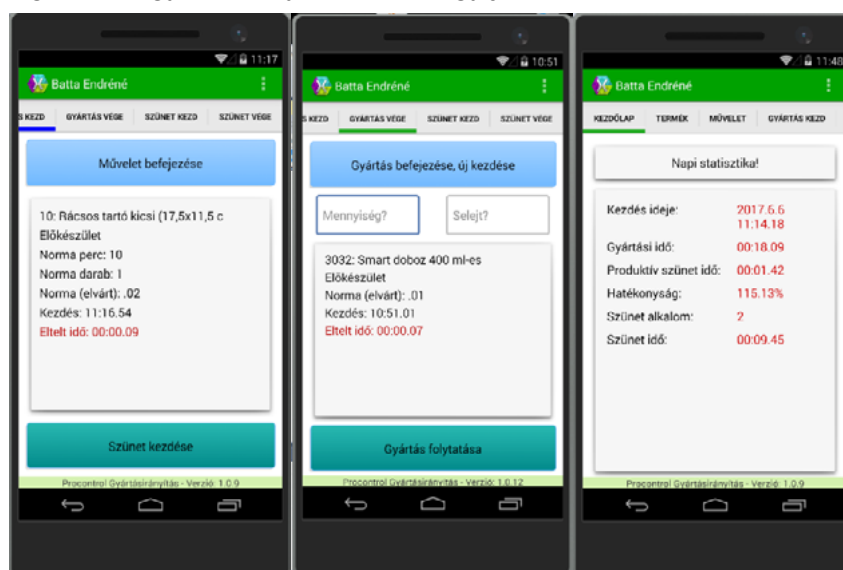 11:17
Batta Endréné
S KEZD GYÁRTÁS VÉGE SZÜNET KEZD SZÜNET VÉGE
Művelet befejezése
10: Rácsos tartó kicsi (17,5x11,5 c
Előkészület
Norma perc: 10
Norma darab: 1
Norma (elvárt): .02
Kezdés: 11:16.54
Eltelt idő: 00:00.09
Szünet kezdése
Procontrol Gyártásirányítás - Verzió: 1.0.9
10:51
Batta Endréné
S KEZD GYÁRTÁS VÉGE SZÜNET KEZD SZÜNET VÉGE
Gyártás befejezése, új kezdése
Mennyiség? Selejt?
3032: Smart doboz 400 ml-es
Előkészület
Norma (elvárt): .01
Kezdés: 10:51.01
Eltelt idő: 00:00.07
Gyártás folytatása
Procontrol Gyártásirányítás - Verzió: 1.0.12
11:48
Batta Endréné
KEZDŐLAP TERMÉK MŰVELET GYÁRTÁS KEZD
Napi statisztika!
Kezdés ideje: 2017.6.6
11:14.18
Gyártási idő: 00:18.09
Produktív szünet idő: 00:01.42
Hatékonyság: 115.13%
Szünet alkalom: 2
Szünet idő: 00:09.45
Procontrol Gyártásirányítás - Verzió: 1.0.9